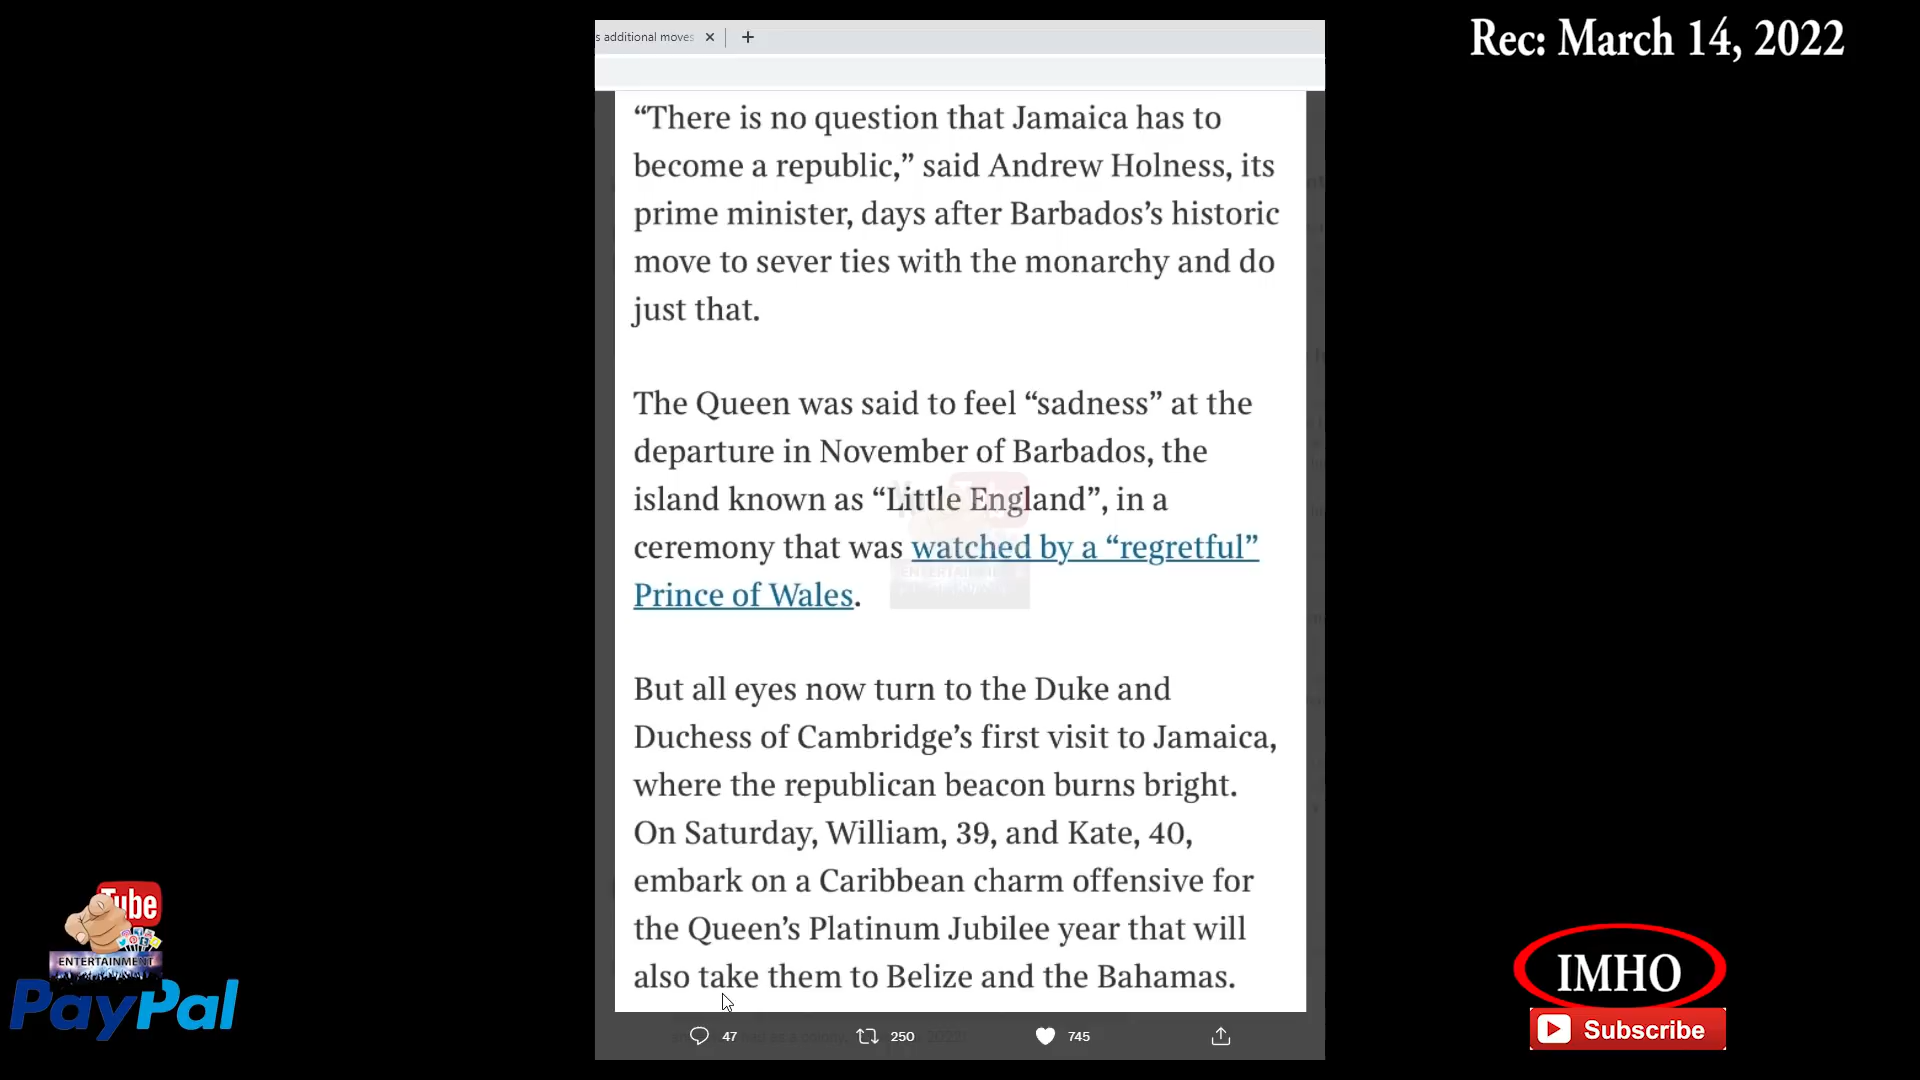 s additional moves
Rec: March 14, 2022
“There is no question that Jamaica has to
become a republic,” said Andrew Holness, its
prime minister, days after Barbados’s historic
move to sever ties with the monarchy and do
just that.
The Queen was said to feel “sadness” at the
departure in November of Barbados, the
island known as “Little England”, in a
ceremony that was watched by a “regretful”
Prince of Wales.
But all eyes now turn to the Duke and
Duchess of Cambridge’s first visit to Jamaica,
where the republican beacon burns bright.
On Saturday, William, 39, and Kate, 40,
embark on a Caribbean charm offensive for
the Queen’s Platinum Jubilee year that will
also take them to Belize and the Bahamas.
47 250 745
Tube
ENTERTAINMENT
PayPal
IMHO
Subscribe